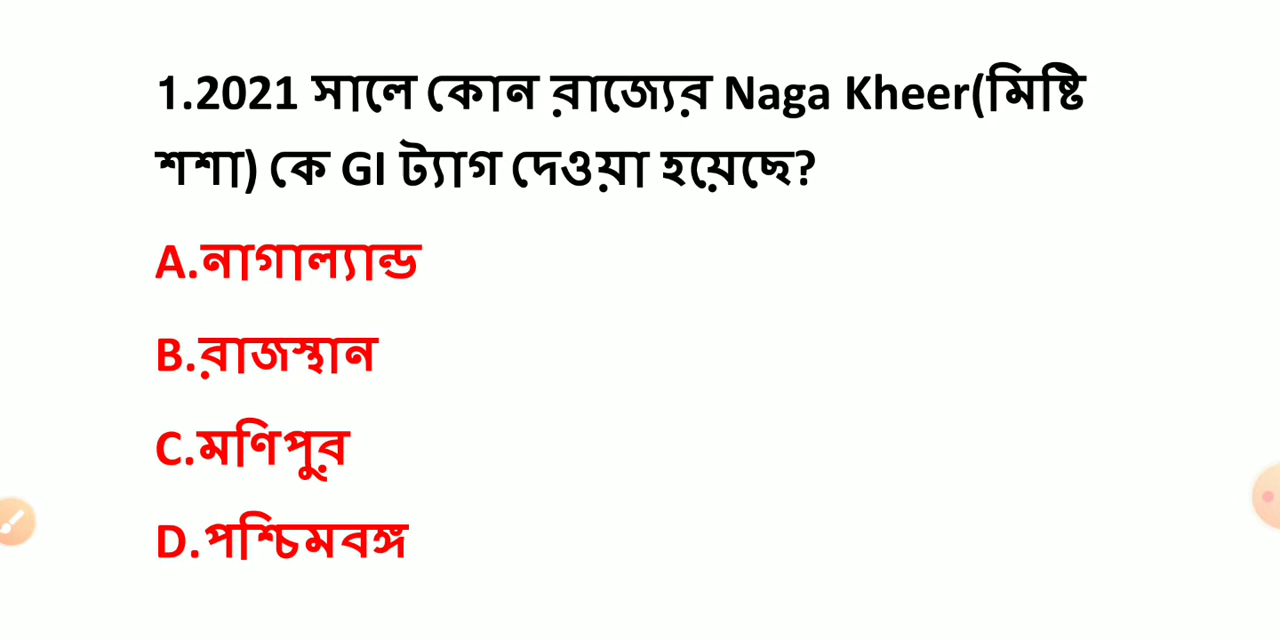 1.2021 সালে কোন রাজ্যের Naga Kheer(মিষ্টি
শশা) কে GI ট্যাগ দেওয়া হয়েছে?
A.নাগাল্যান্ড
B.রাজস্থান
C.মণিপুর
D.পশ্চিমবঙ্গ